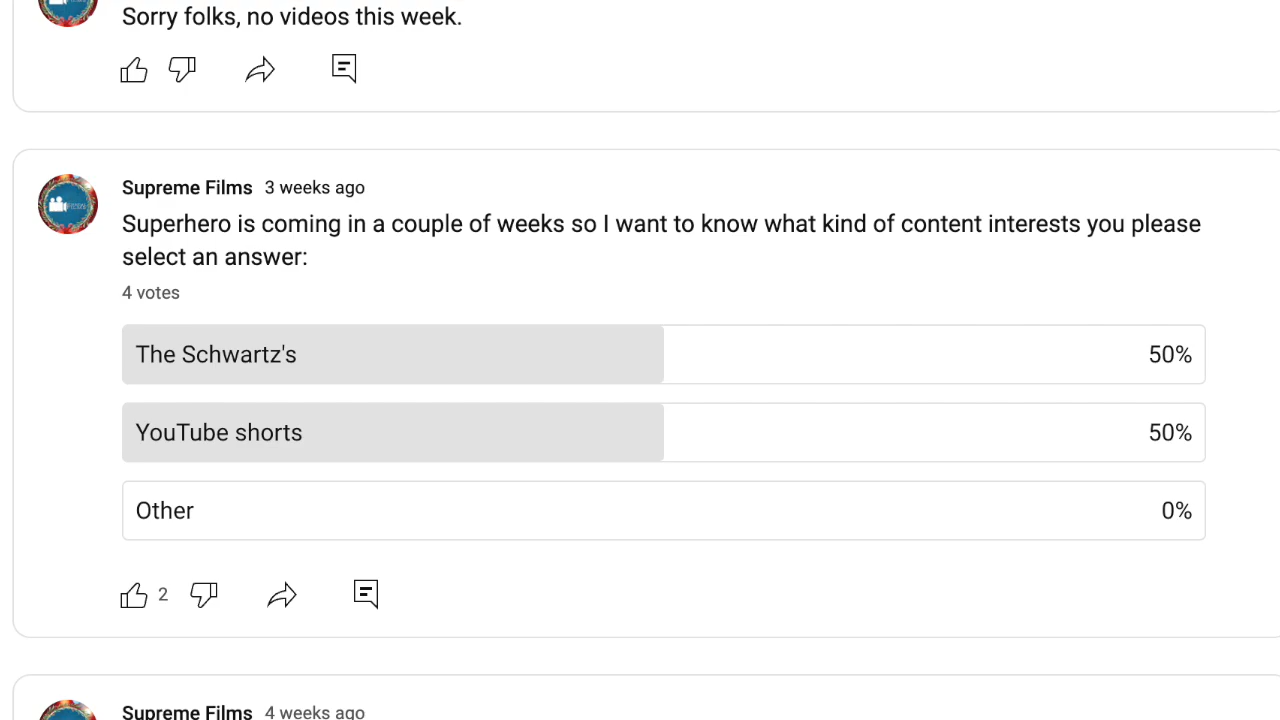 Sorry folks, no videos this week.
Supreme Films 3 weeks ago
Superhero is coming in a couple of weeks so I want to know what kind of content interests you please
select an answer:
4 votes
The Schwartz's 50%
YouTube shorts 50%
Other 0%
2
Supreme Films 4 weeks ago